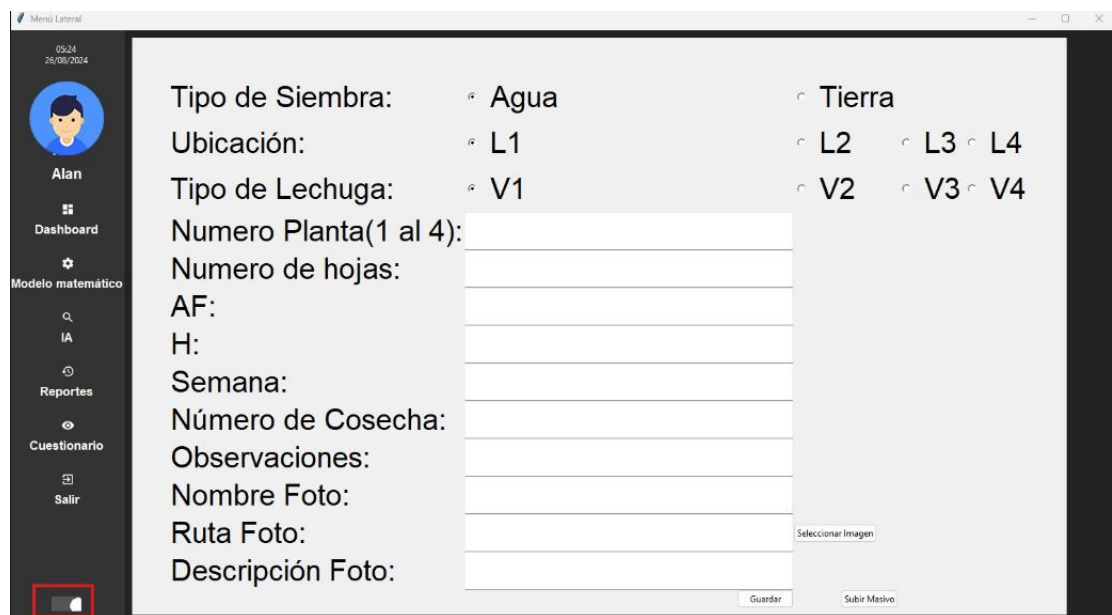 Menú Lateral
05:24
26/08/2024
Alan
Dashboard
Modelo matemático
IA
Reportes
Cuestionario
Salir
Tipo de Siembra: Agua Tierra
Ubicación: L1 L2 L3 L4
Tipo de Lechuga: V1 V2 V3 V4
Numero Planta(1 al 4):
Numero de hojas:
AF:
H:
Semana:
Número de Cosecha:
Observaciones:
Nombre Foto:
Ruta Foto: Seleccionar Imagen
Descripción Foto:
Guardar Subir Masivo